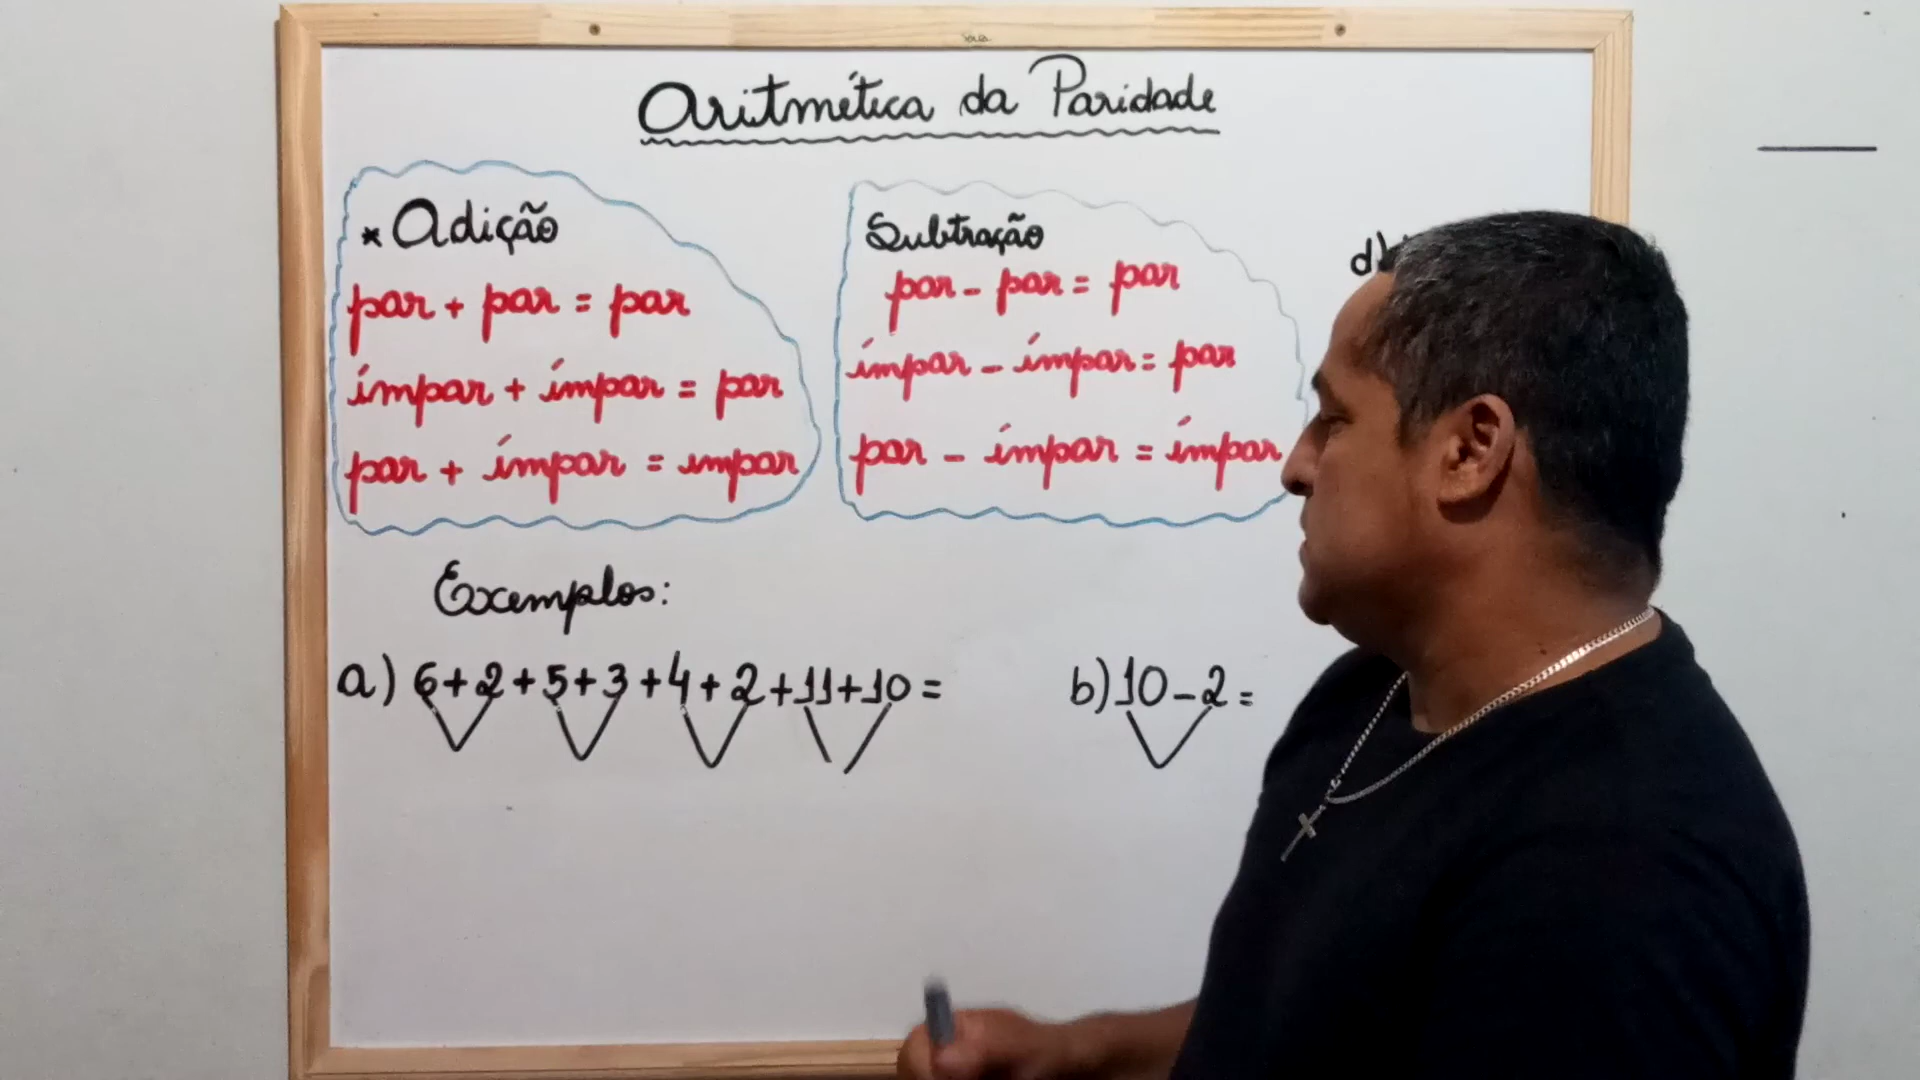 Aritmética da Paridade
* Adição
par + par = par
ímpar + ímpar = par
par + ímpar = impar
Subtração
par - par = par
ímpar - ímpar = par
par - ímpar = ímpar
d)
Exemplos:
a) 6+2+5+3+4+2+11+10=
b) 10-2=